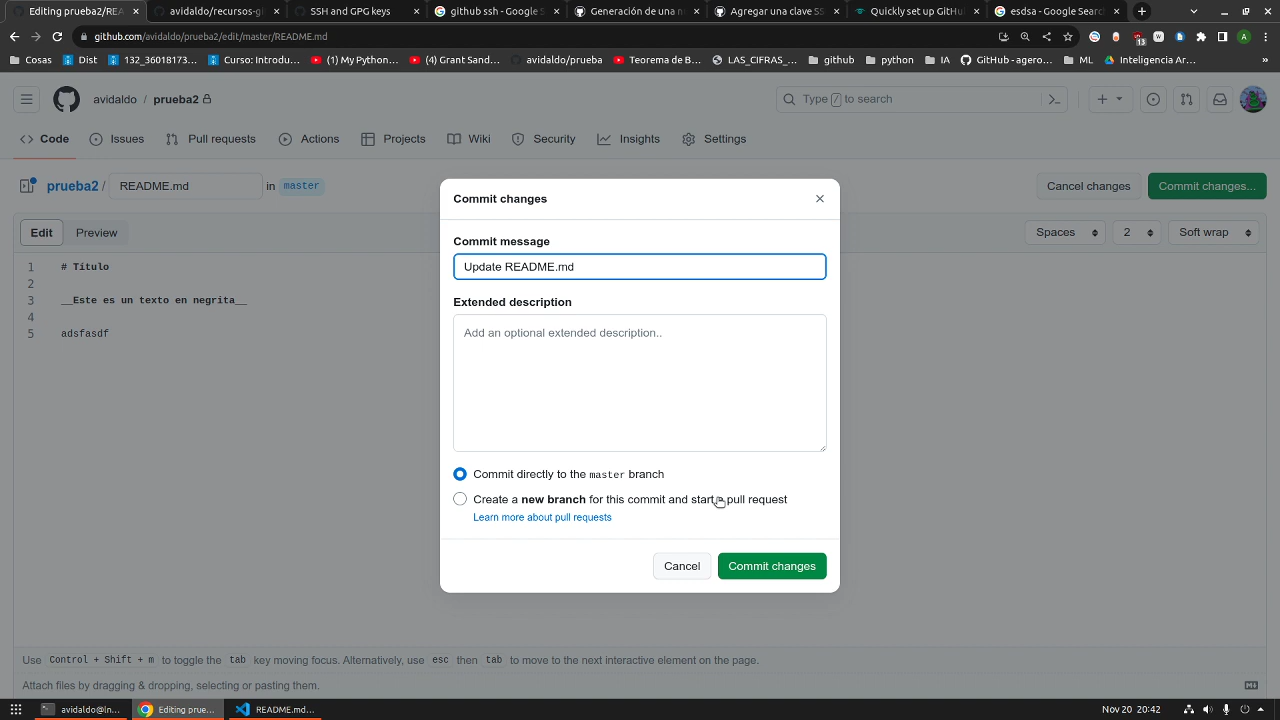 Editing prueba2/REA
avidaldo/recursos-gi
SSH and GPG keys
github ssh - Google S
Generación de una n
Agregar una clave SS
Quickly set up GitHu
esdsa - Google Search
github.com/avidaldo/prueba2/edit/master/README.md
13
A
Cosas
Dist
132_36018173...
Curso: Introdu...
(1) My Python...
(4) Grant Sand...
avidaldo/prueba
Teorema de B...
LAS_CIFRAS_...
github
python
IA
GitHub - agero...
ML
Inteligencia Ar...
»
avidaldo / prueba2
Type / to search
Code
Issues
Pull requests
Actions
Projects
Wiki
Security
Insights
Settings
prueba2 / README.md in master
Cancel changes
Commit changes...
Edit
Preview
Spaces
2
Soft wrap
1 # Título
2
3 __Este es un texto en negrita__
4
5 adsfasdf
Commit changes
Commit message
Update README.md
Extended description
Add an optional extended description..
Commit directly to the master branch
Create a new branch for this commit and start pull request
Learn more about pull requests
Cancel
Commit changes
Use Control + Shift + m to toggle the tab key moving focus. Alternatively, use esc then tab to move to the next interactive element on the page.
Attach files by dragging & dropping, selecting or pasting them.
avidaldo@ln...
Editing prue...
README.md...
Nov 20 20:42